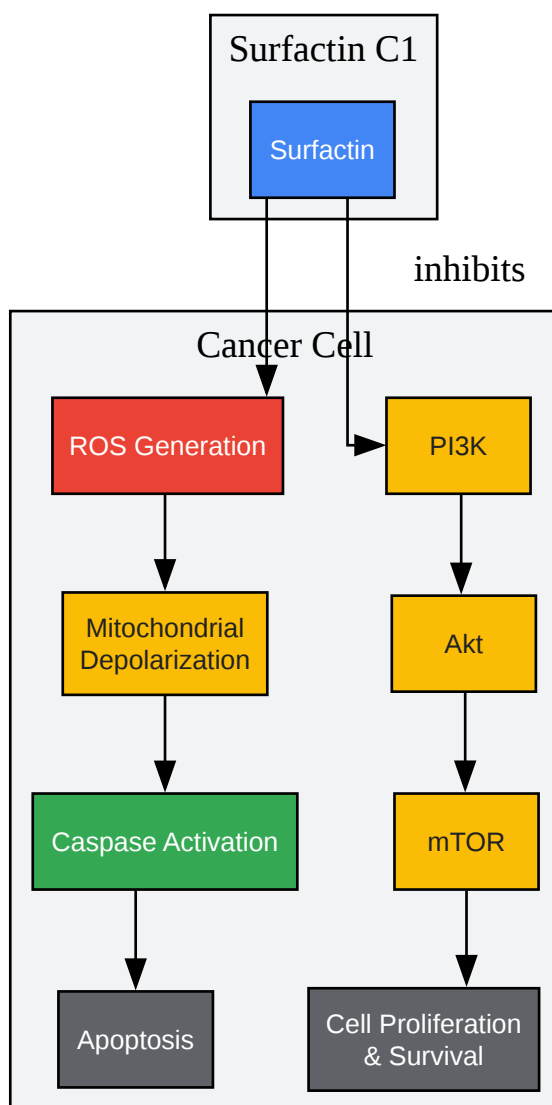 Surfactin C1
Surfactin
inhibits
Cancer Cell
ROS Generation
PI3K
Mitochondrial
Depolarization
Akt
Caspase Activation
mTOR
Apoptosis
Cell Proliferation
& Survival